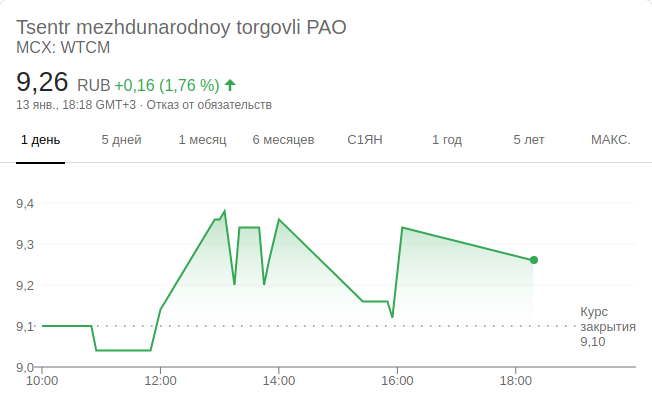 Tsentr mezhdunarodnoy torgovli PAO
MCX: WTCM
9,26 RUB +0,16 (1,76 %)
13 янв., 18:18 GMT+3 · Отказ от обязательств
1 день 5 дней 1 месяц 6 месяцев С1ЯН 1 год 5 лет МАКС.
9,4
9,3
9,2
9,1
9,0
Курс
закрытия
9,10
10:00 12:00 14:00 16:00 18:00